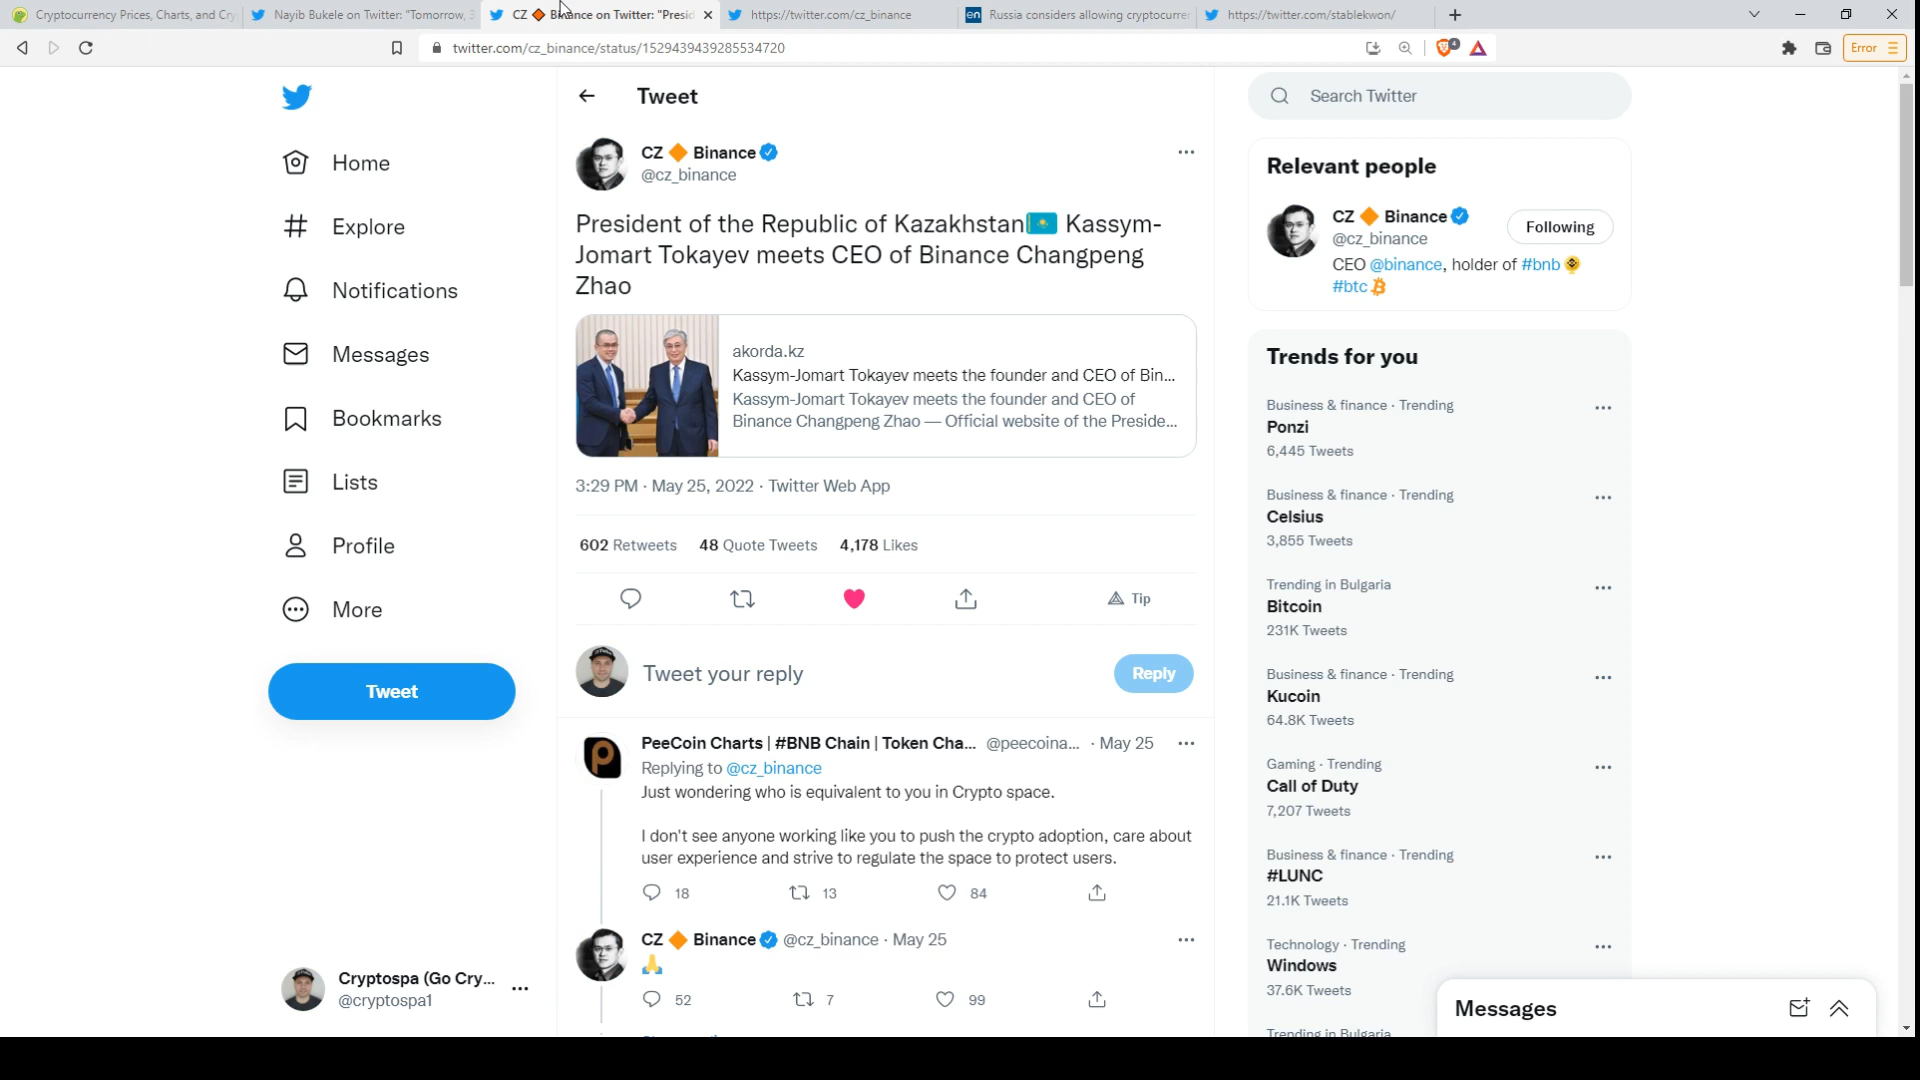 Cryptocurrency Prices, Charts, and Cry
Nayib Bukele on Twitter: "Tomorrow, 3
CZ 🔶 Binance on Twitter: "Presid
https://twitter.com/cz_binance
Russia considers allowing cryptocurre
https://twitter.com/stablekwon/
twitter.com/cz_binance/status/1529439439285534720
4
Error
Home
Explore
Notifications
Messages
Bookmarks
Lists
Profile
More
Tweet
Cryptospa (Go Cry...
@cryptospa1
Tweet
CZ 🔶 Binance
@cz_binance
President of the Republic of Kazakhstan🇰🇿 Kassym-
Jomart Tokayev meets CEO of Binance Changpeng
Zhao
akorda.kz
Kassym-Jomart Tokayev meets the founder and CEO of Bin...
Kassym-Jomart Tokayev meets the founder and CEO of
Binance Changpeng Zhao — Official website of the Preside...
3:29 PM · May 25, 2022 · Twitter Web App
602 Retweets 48 Quote Tweets 4,178 Likes
Tip
Tweet your reply
Reply
PeeCoin Charts | #BNB Chain | Token Cha... @peecoina... · May 25
Replying to @cz_binance
Just wondering who is equivalent to you in Crypto space.
I don't see anyone working like you to push the crypto adoption, care about
user experience and strive to regulate the space to protect users.
18 13 84
CZ 🔶 Binance @cz_binance · May 25
🙏
52 7 99
Search Twitter
Relevant people
CZ 🔶 Binance
@cz_binance
Following
CEO @binance, holder of #bnb
#btc
Trends for you
Business & finance · Trending
Ponzi
6,445 Tweets
Business & finance · Trending
Celsius
3,855 Tweets
Trending in Bulgaria
Bitcoin
231K Tweets
Business & finance · Trending
Kucoin
64.8K Tweets
Gaming · Trending
Call of Duty
7,207 Tweets
Business & finance · Trending
#LUNC
21.1K Tweets
Technology · Trending
Windows
37.6K Tweets
Trending in Bulgaria
Messages